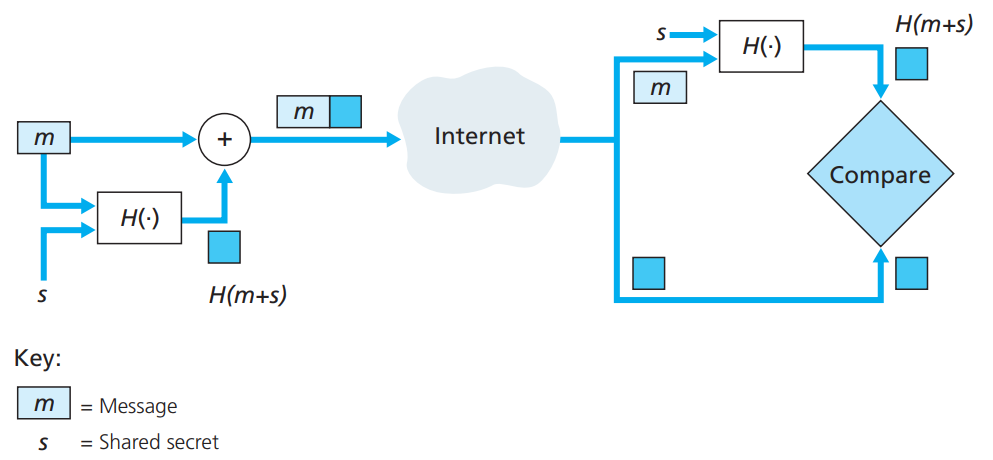 m
s
H(·)
H(m+s)
+
m
Internet
s
m
H(·)
H(m+s)
Compare
Key:
m = Message
s = Shared secret